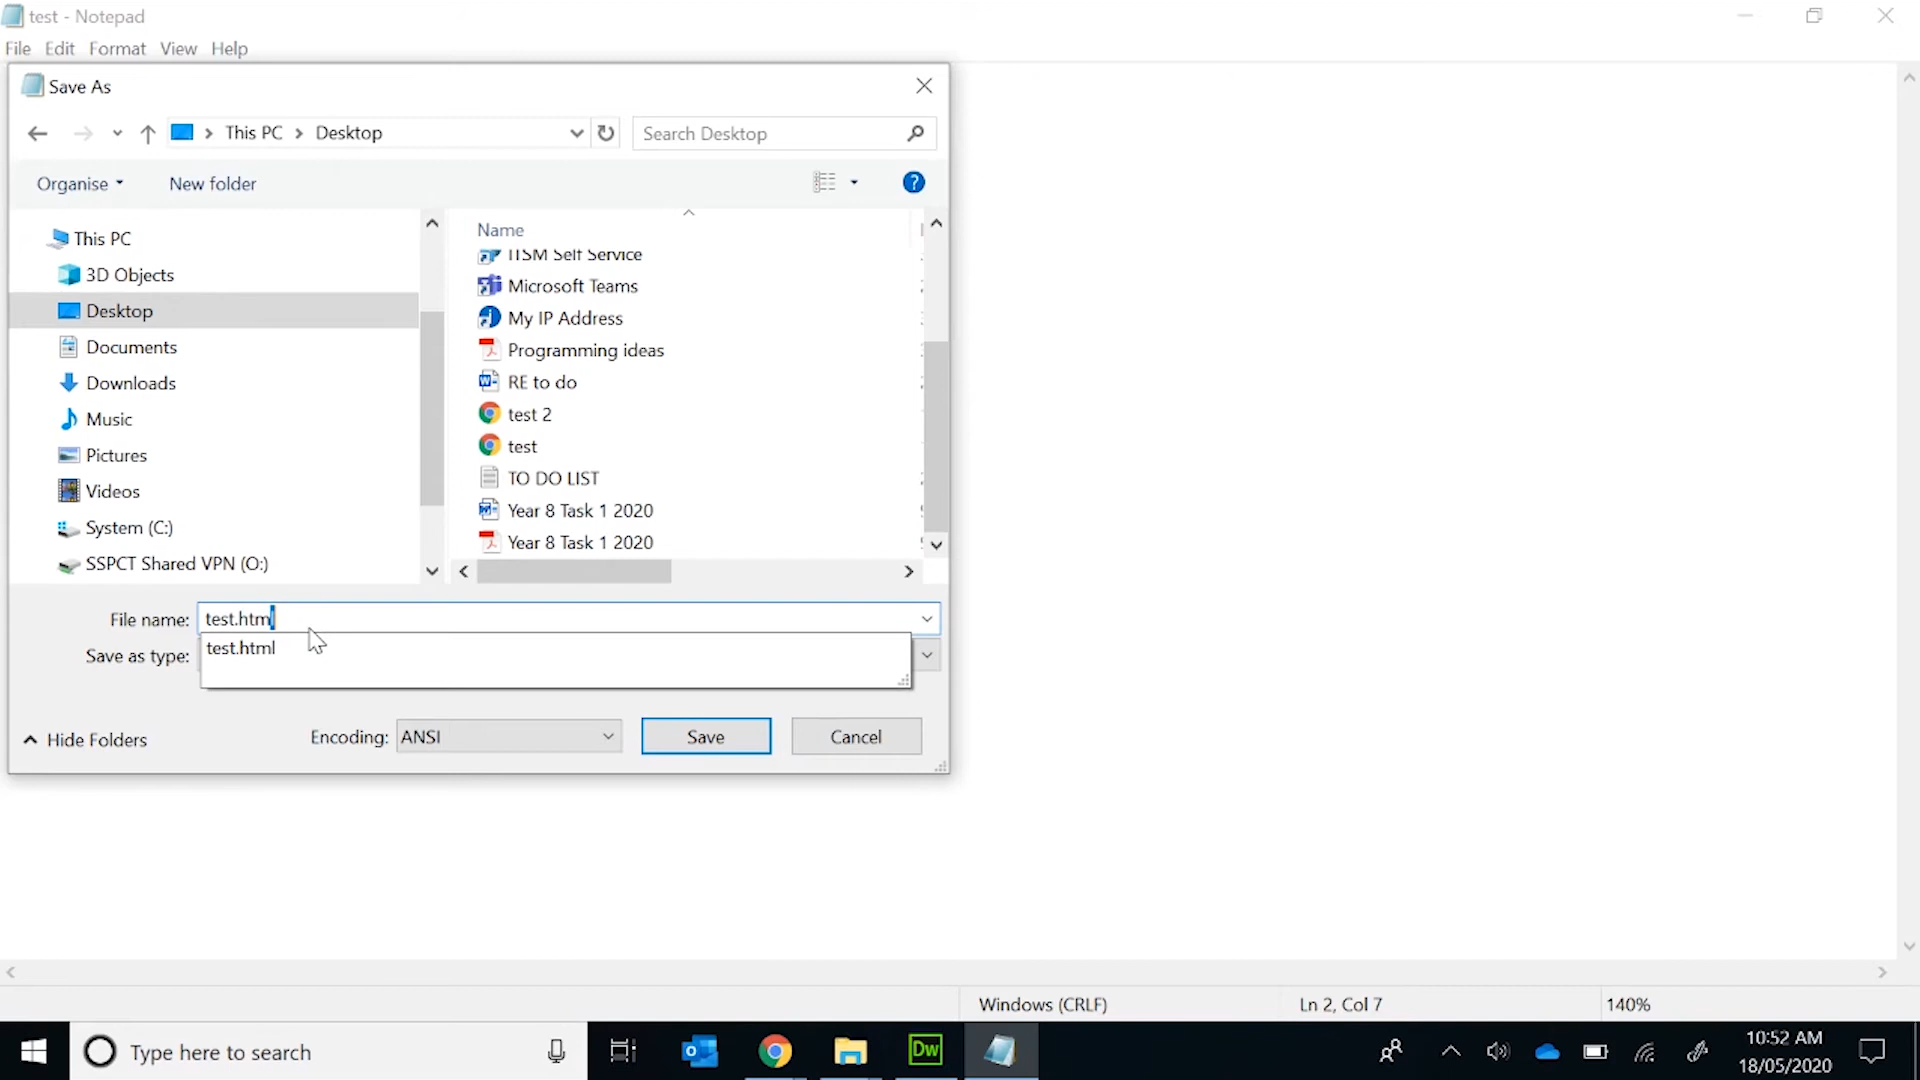 test - Notepad
File Edit Format View Help
Save As
This PC > Desktop
Search Desktop
Organise
New folder
This PC
3D Objects
Desktop
Documents
Downloads
Music
Pictures
Videos
System (C:)
SSPCT Shared VPN (O:)
Name
ITSM Self Service
Microsoft Teams
My IP Address
Programming ideas
RE to do
test 2
test
TO DO LIST
Year 8 Task 1 2020
Year 8 Task 1 2020
File name: test.html
test.html
Save as type:
Hide Folders
Encoding: ANSI
Save
Cancel
Windows (CRLF)
Ln 2, Col 7
140%
Type here to search
Dw
10:52 AM
18/05/2020